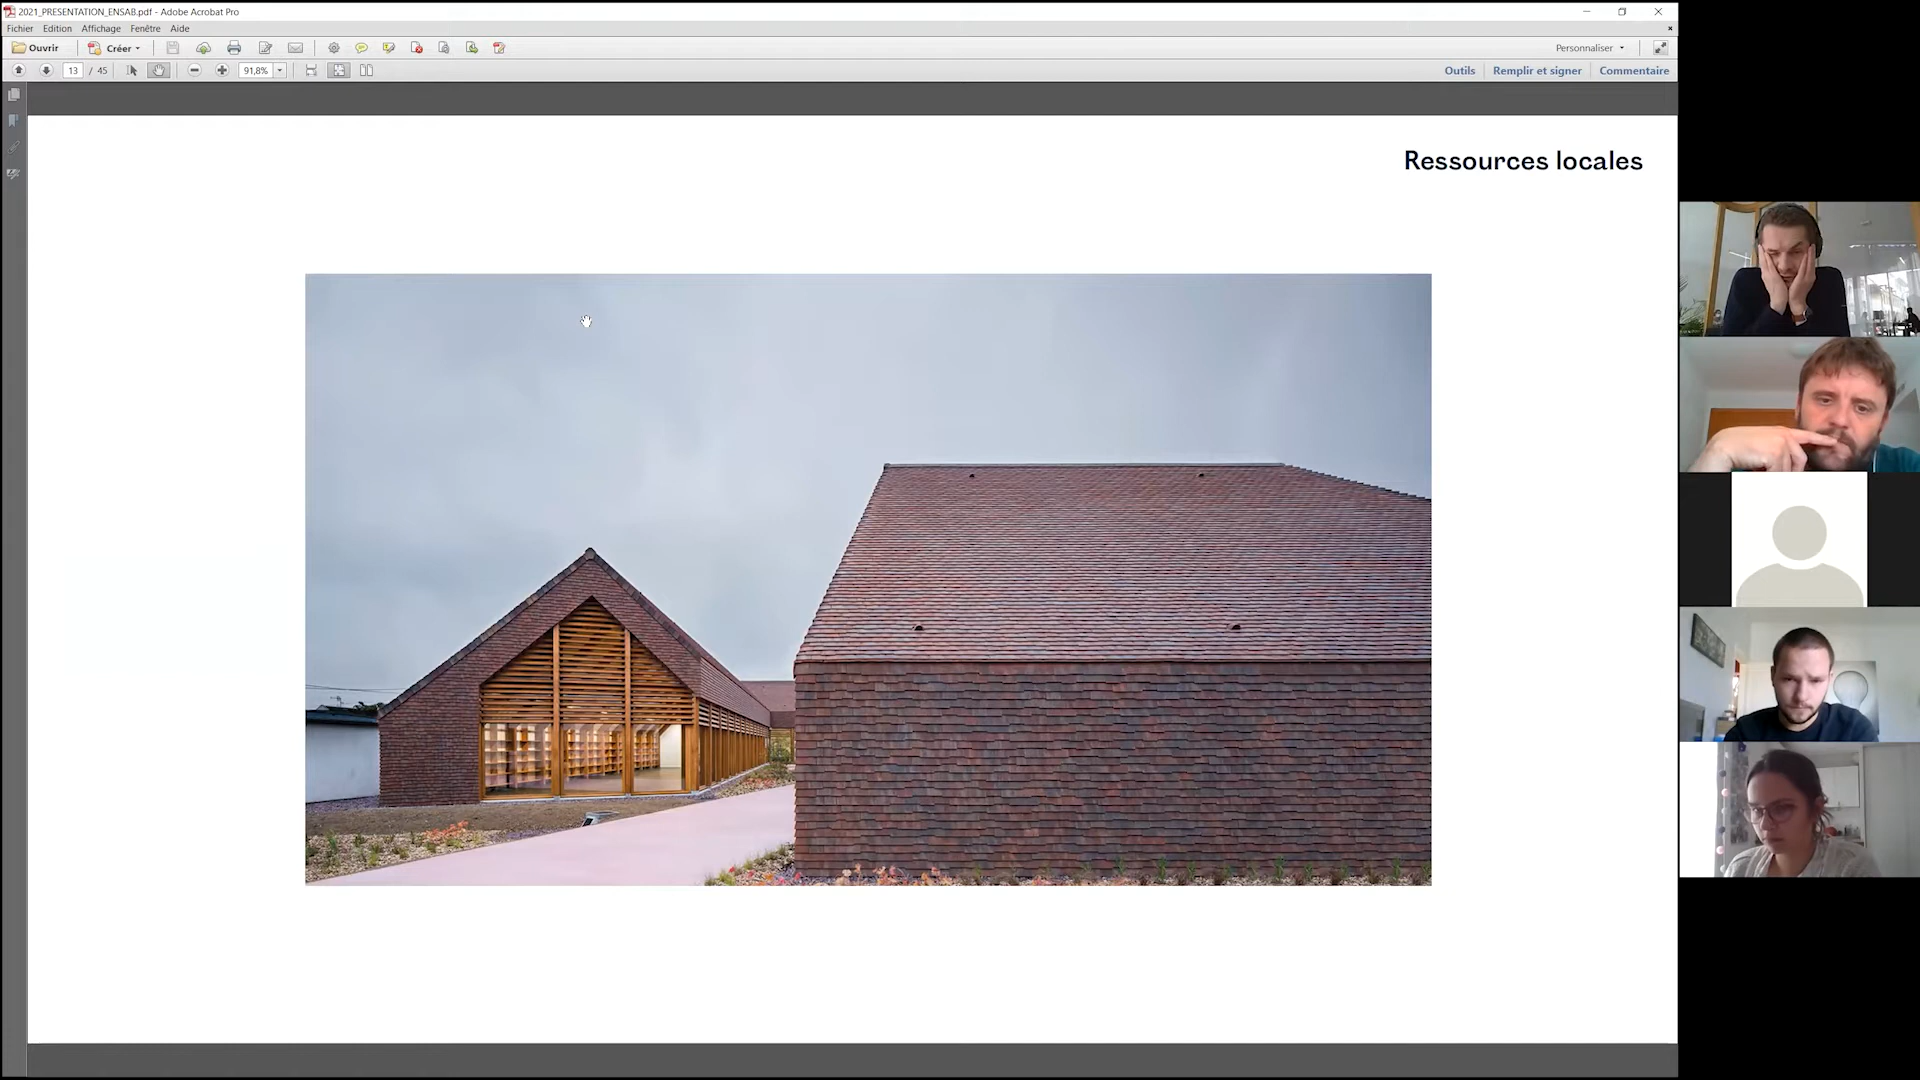 2021_PRESENTATION_ENSAB.pdf - Adobe Acrobat Pro
Fichier Edition Affichage Fenêtre Aide
Ouvrir Créer Personnaliser
13 / 45 91,8% Outils Remplir et signer Commentaire
Ressources locales